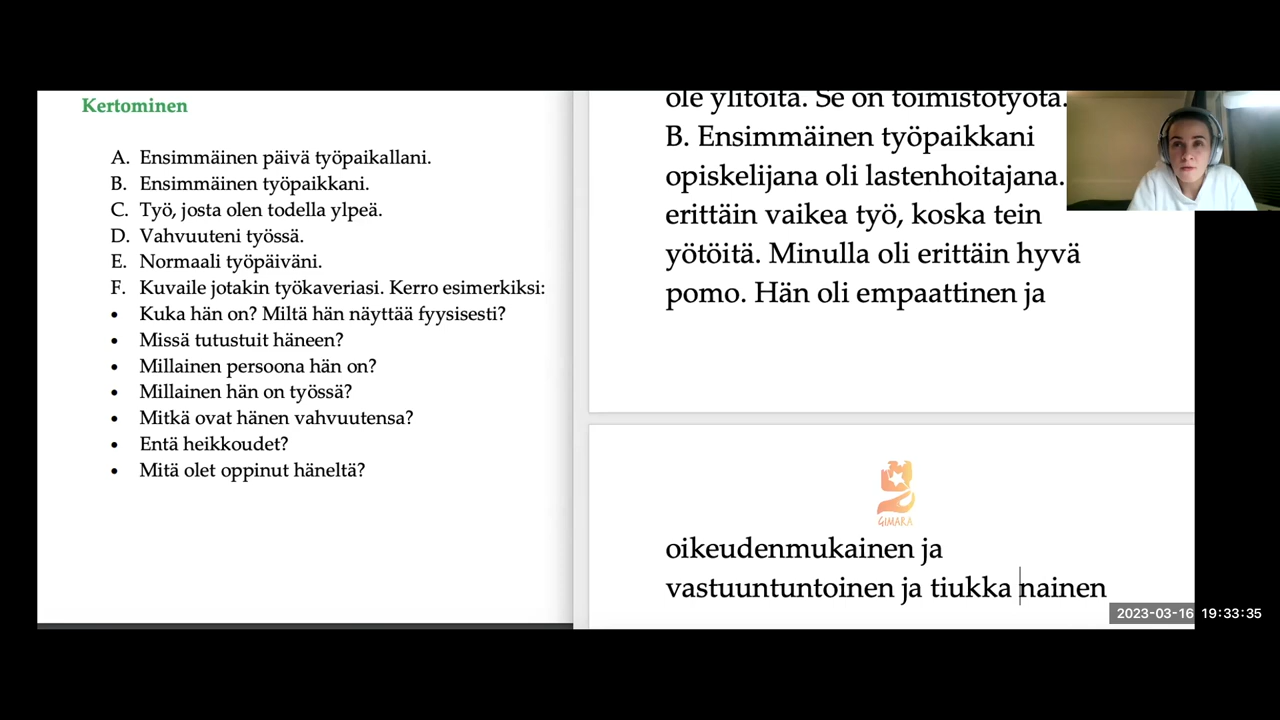 Kertominen
A. Ensimmäinen päivä työpaikallani.
B. Ensimmäinen työpaikkani.
C. Työ, josta olen todella ylpeä.
D. Vahvuuteni työssä.
E. Normaali työpäiväni.
F. Kuvaile jotakin työkaveriasi. Kerro esimerkiksi:
• Kuka hän on? Miltä hän näyttää fyysisesti?
• Missä tutustuit häneen?
• Millainen persoona hän on?
• Millainen hän on työssä?
• Mitkä ovat hänen vahvuutensa?
• Entä heikkoudet?
• Mitä olet oppinut häneltä?
ole ylitöitä. Se on toimistotyötä.
B. Ensimmäinen työpaikkani
opiskelijana oli lastenhoitajana.
erittäin vaikea työ, koska tein
yötöitä. Minulla oli erittäin hyvä
pomo. Hän oli empaattinen ja
GIMARA
oikeudenmukainen ja
vastuuntuntoinen ja tiukka nainen
2023-03-16 19:33:35